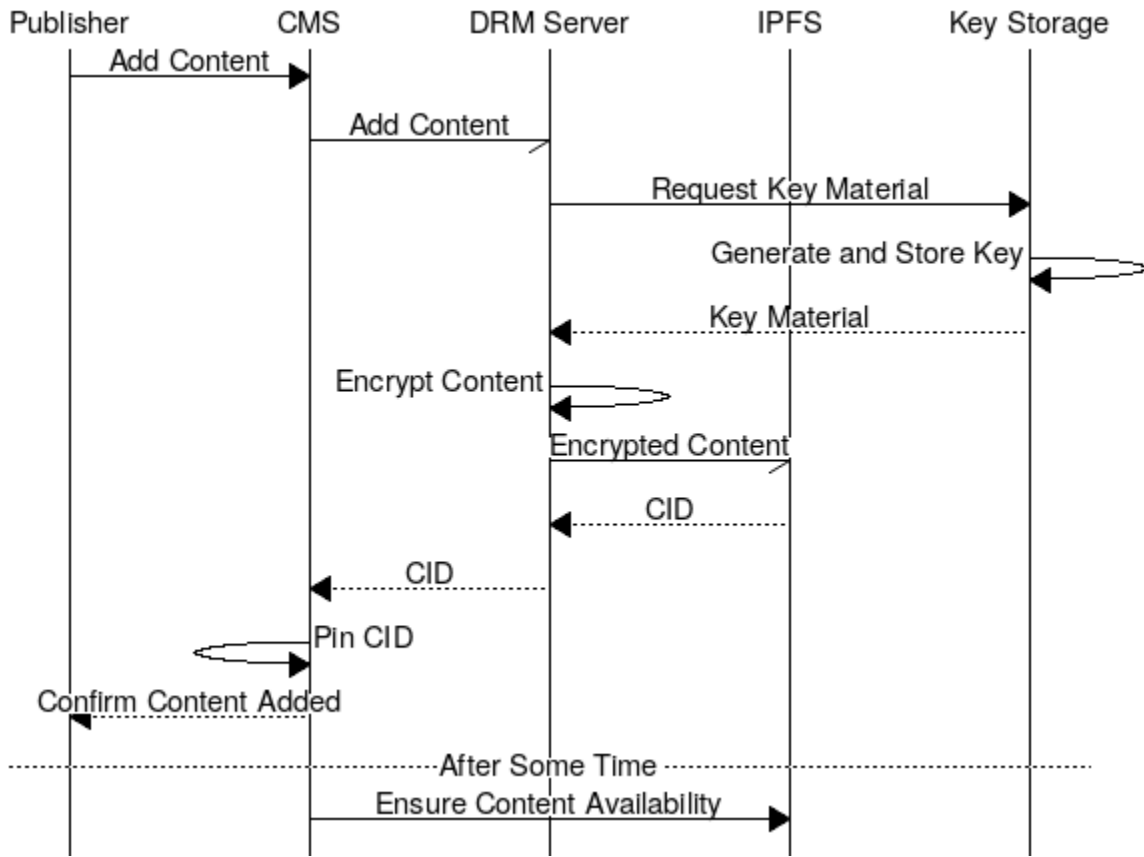 Publisher CMS DRM Server IPFS Key Storage
Add Content
Add Content
Request Key Material
Generate and Store Key
Key Material
Encrypt Content
Encrypted Content
CID
CID
Pin CID
Confirm Content Added
After Some Time
Ensure Content Availability